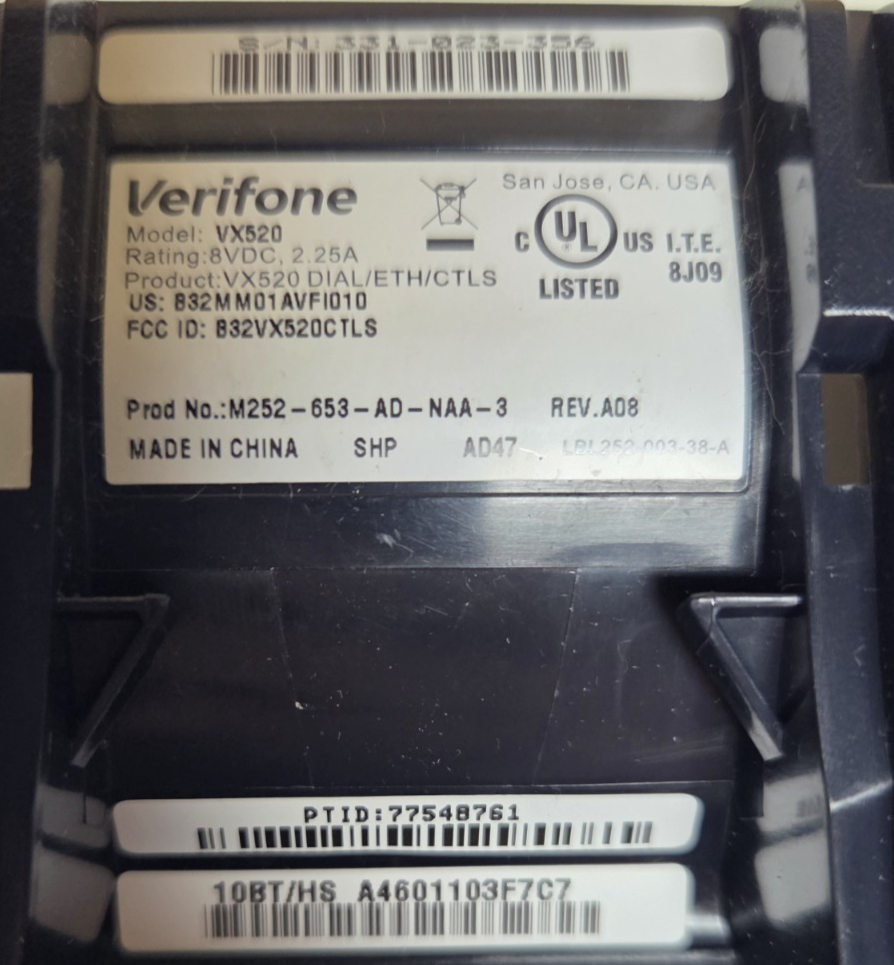 S/N: 331-023-356
Verifone
San Jose, CA. USA
Model: VX520
Rating:8VDC, 2.25A
Product:VX520 DIAL/ETH/CTLS
C UL US I.T.E.
8J09
LISTED
US: B32MM01AVFI010
FCC ID: B32VX520CTLS
Prod No.:M252-653-AD-NAA-3 REV.A08
MADE IN CHINA SHP AD47 LBL252-003-38-A
PTID:77548761
10BT/HS A4601103F7C7